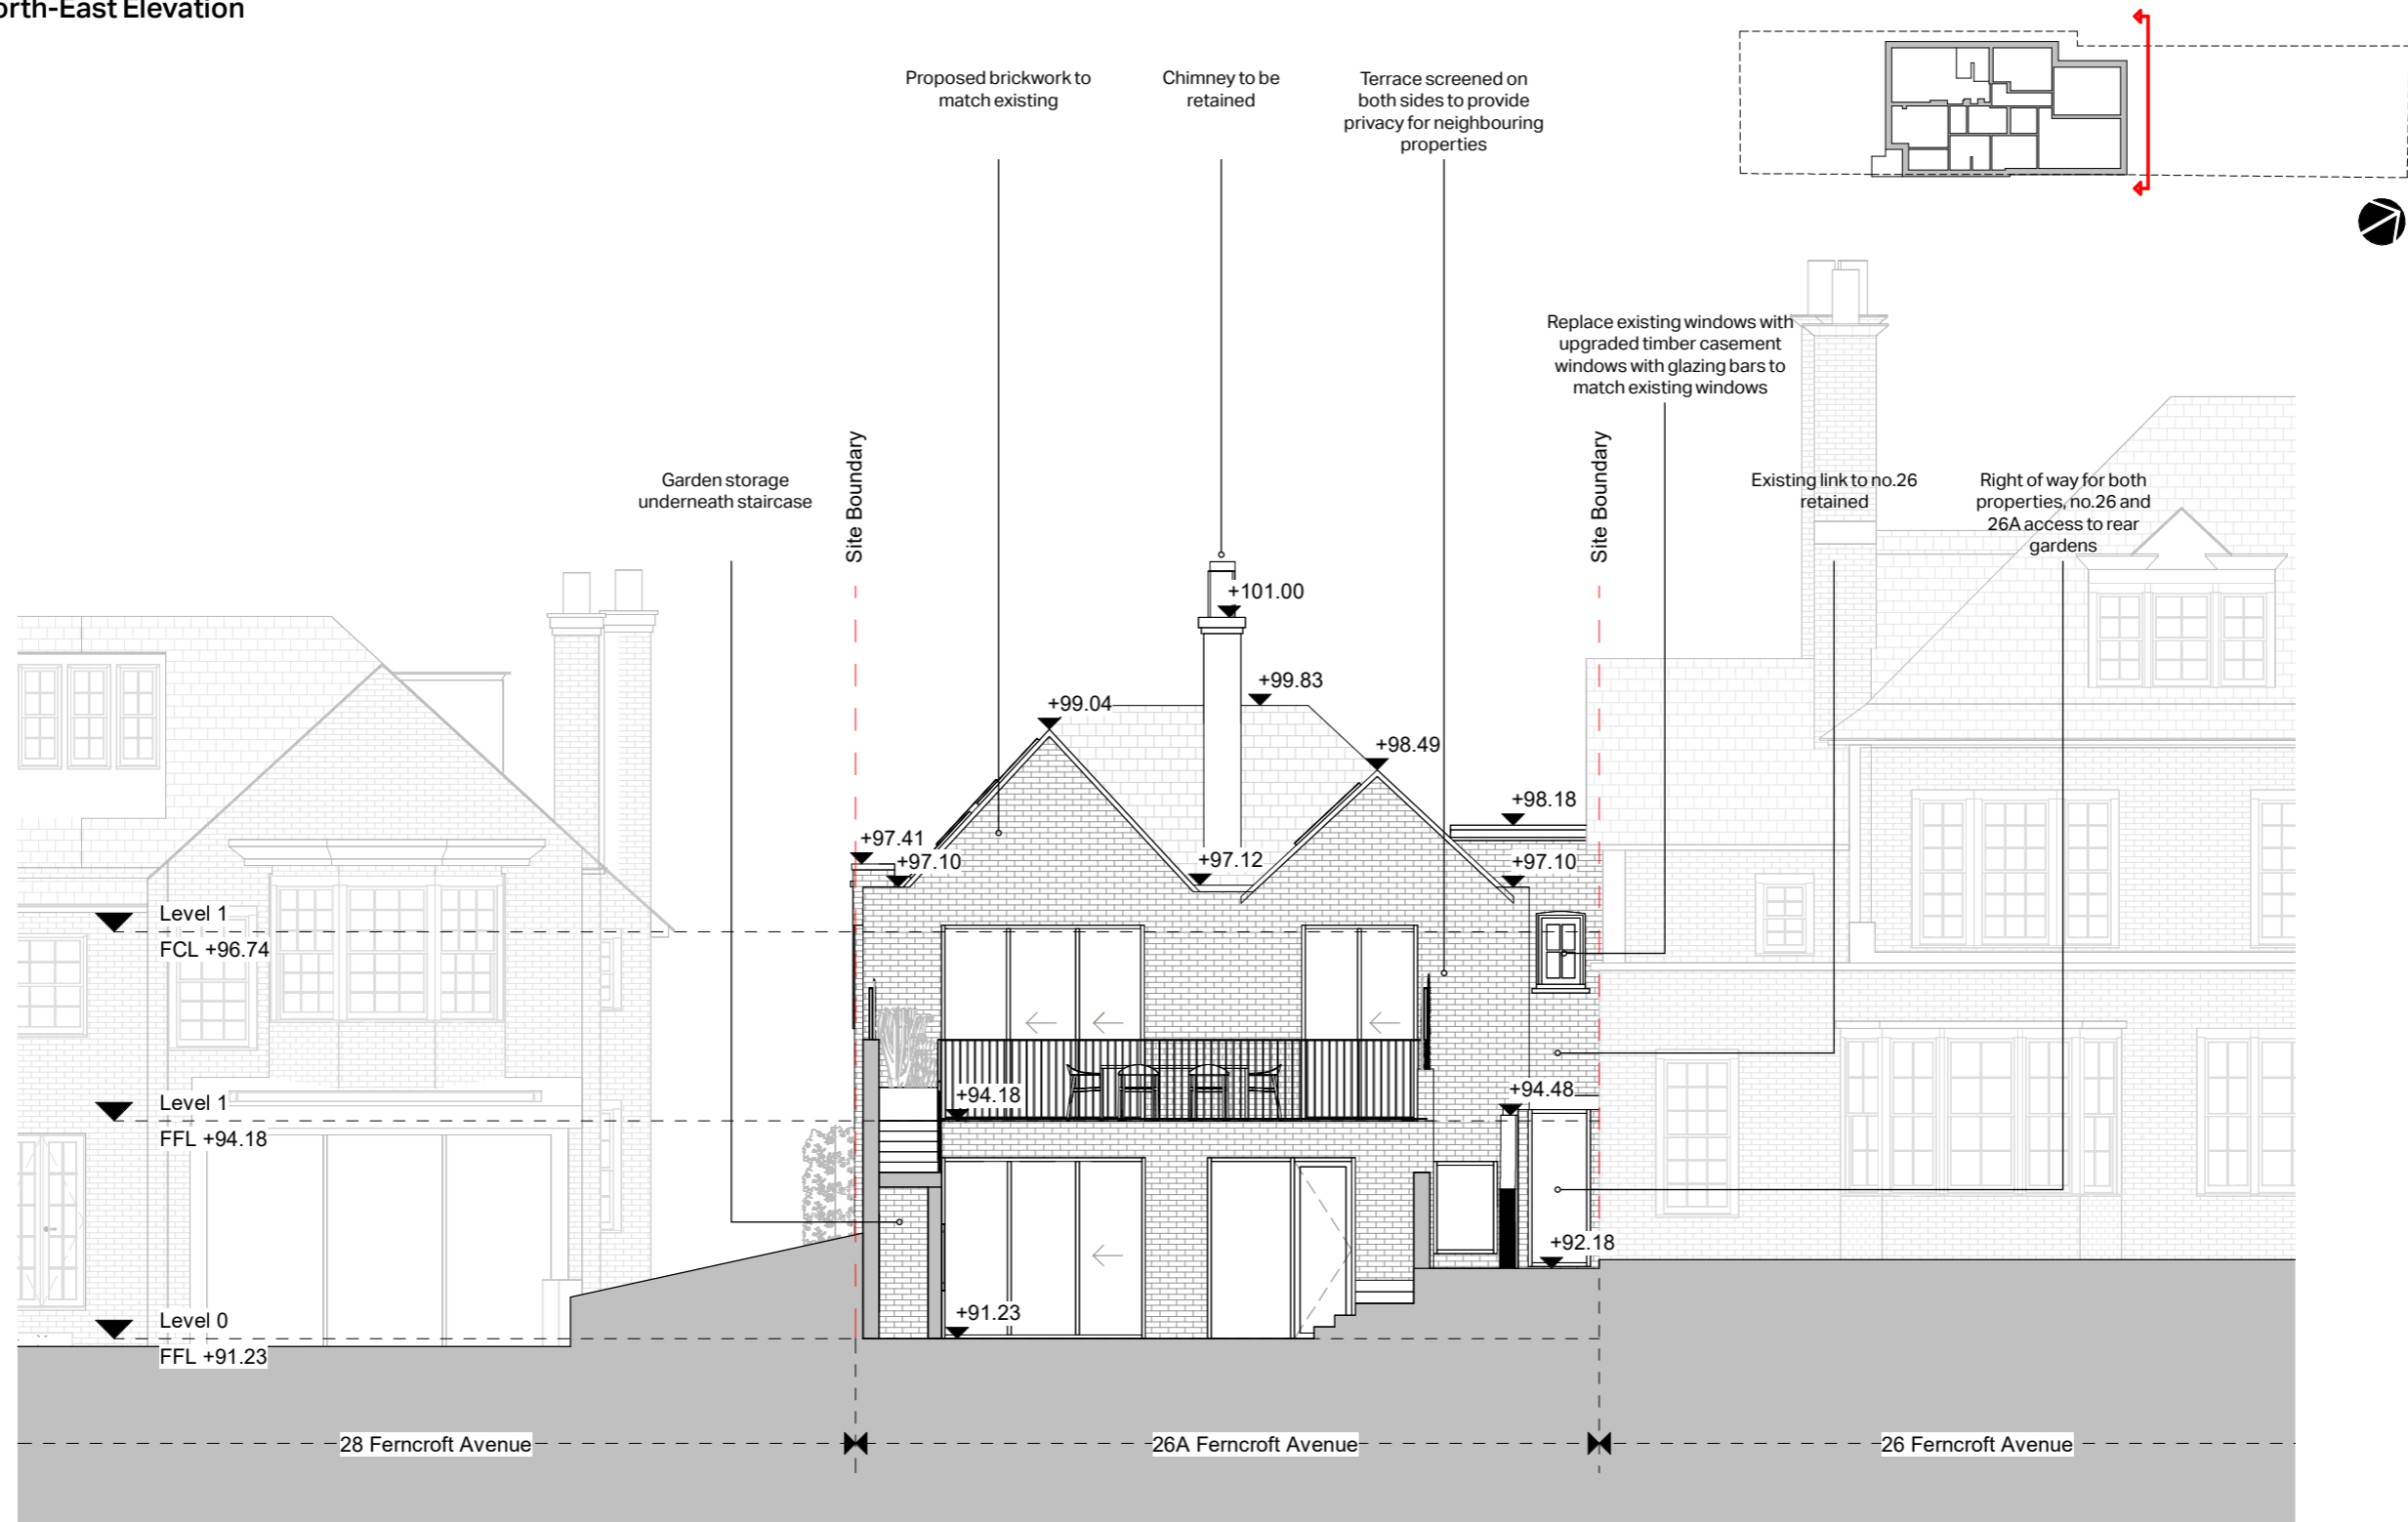 orth-East Elevation
Proposed brickwork to
match existing
Chimney to be
retained
Terrace screened on
both sides to provide
privacy for neighbouring
properties
Replace existing windows with
upgraded timber casement
windows with glazing bars to
match existing windows
Garden storage
underneath staircase
Site Boundary
Site Boundary
Existing link to no.26
retained
Right of way for both
properties, no.26 and
26A access to rear
gardens
+101.00
+99.83
+99.04
+98.49
+98.18
+97.41
+97.10
+97.12
+97.10
Level 1
FCL +96.74
+94.18
+94.48
Level 1
FFL +94.18
+92.18
+91.23
Level 0
FFL +91.23
28 Ferncroft Avenue
26A Ferncroft Avenue
26 Ferncroft Avenue